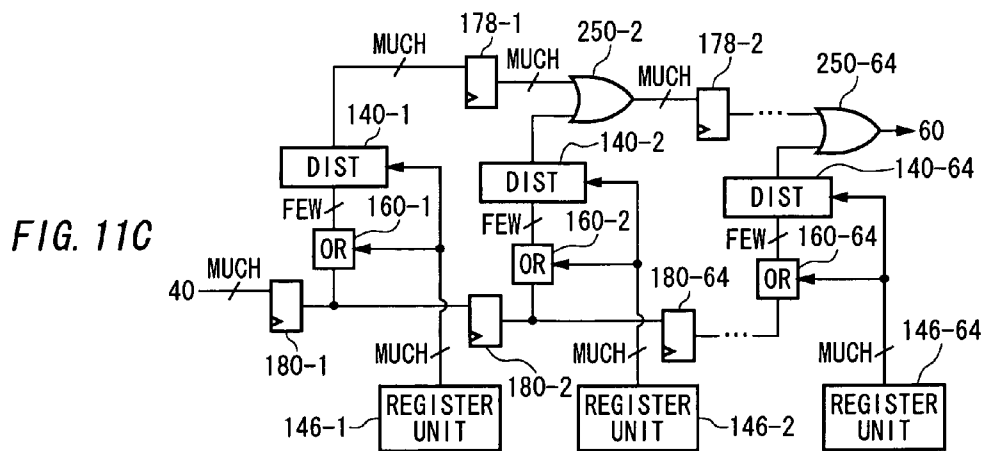 178-1
250-2
178-2
MUCH
MUCH
MUCH
250-64
140-1
140-2
60
DIST
DIST
140-64
DIST
FEW
160-1
FEW
160-2
FEW
160-64
FIG. 11C
OR
OR
OR
180-64
40
MUCH
...
...
180-1
MUCH
180-2
MUCH
MUCH
146-64
146-1
REGISTER
UNIT
REGISTER
UNIT
146-2
REGISTER
UNIT